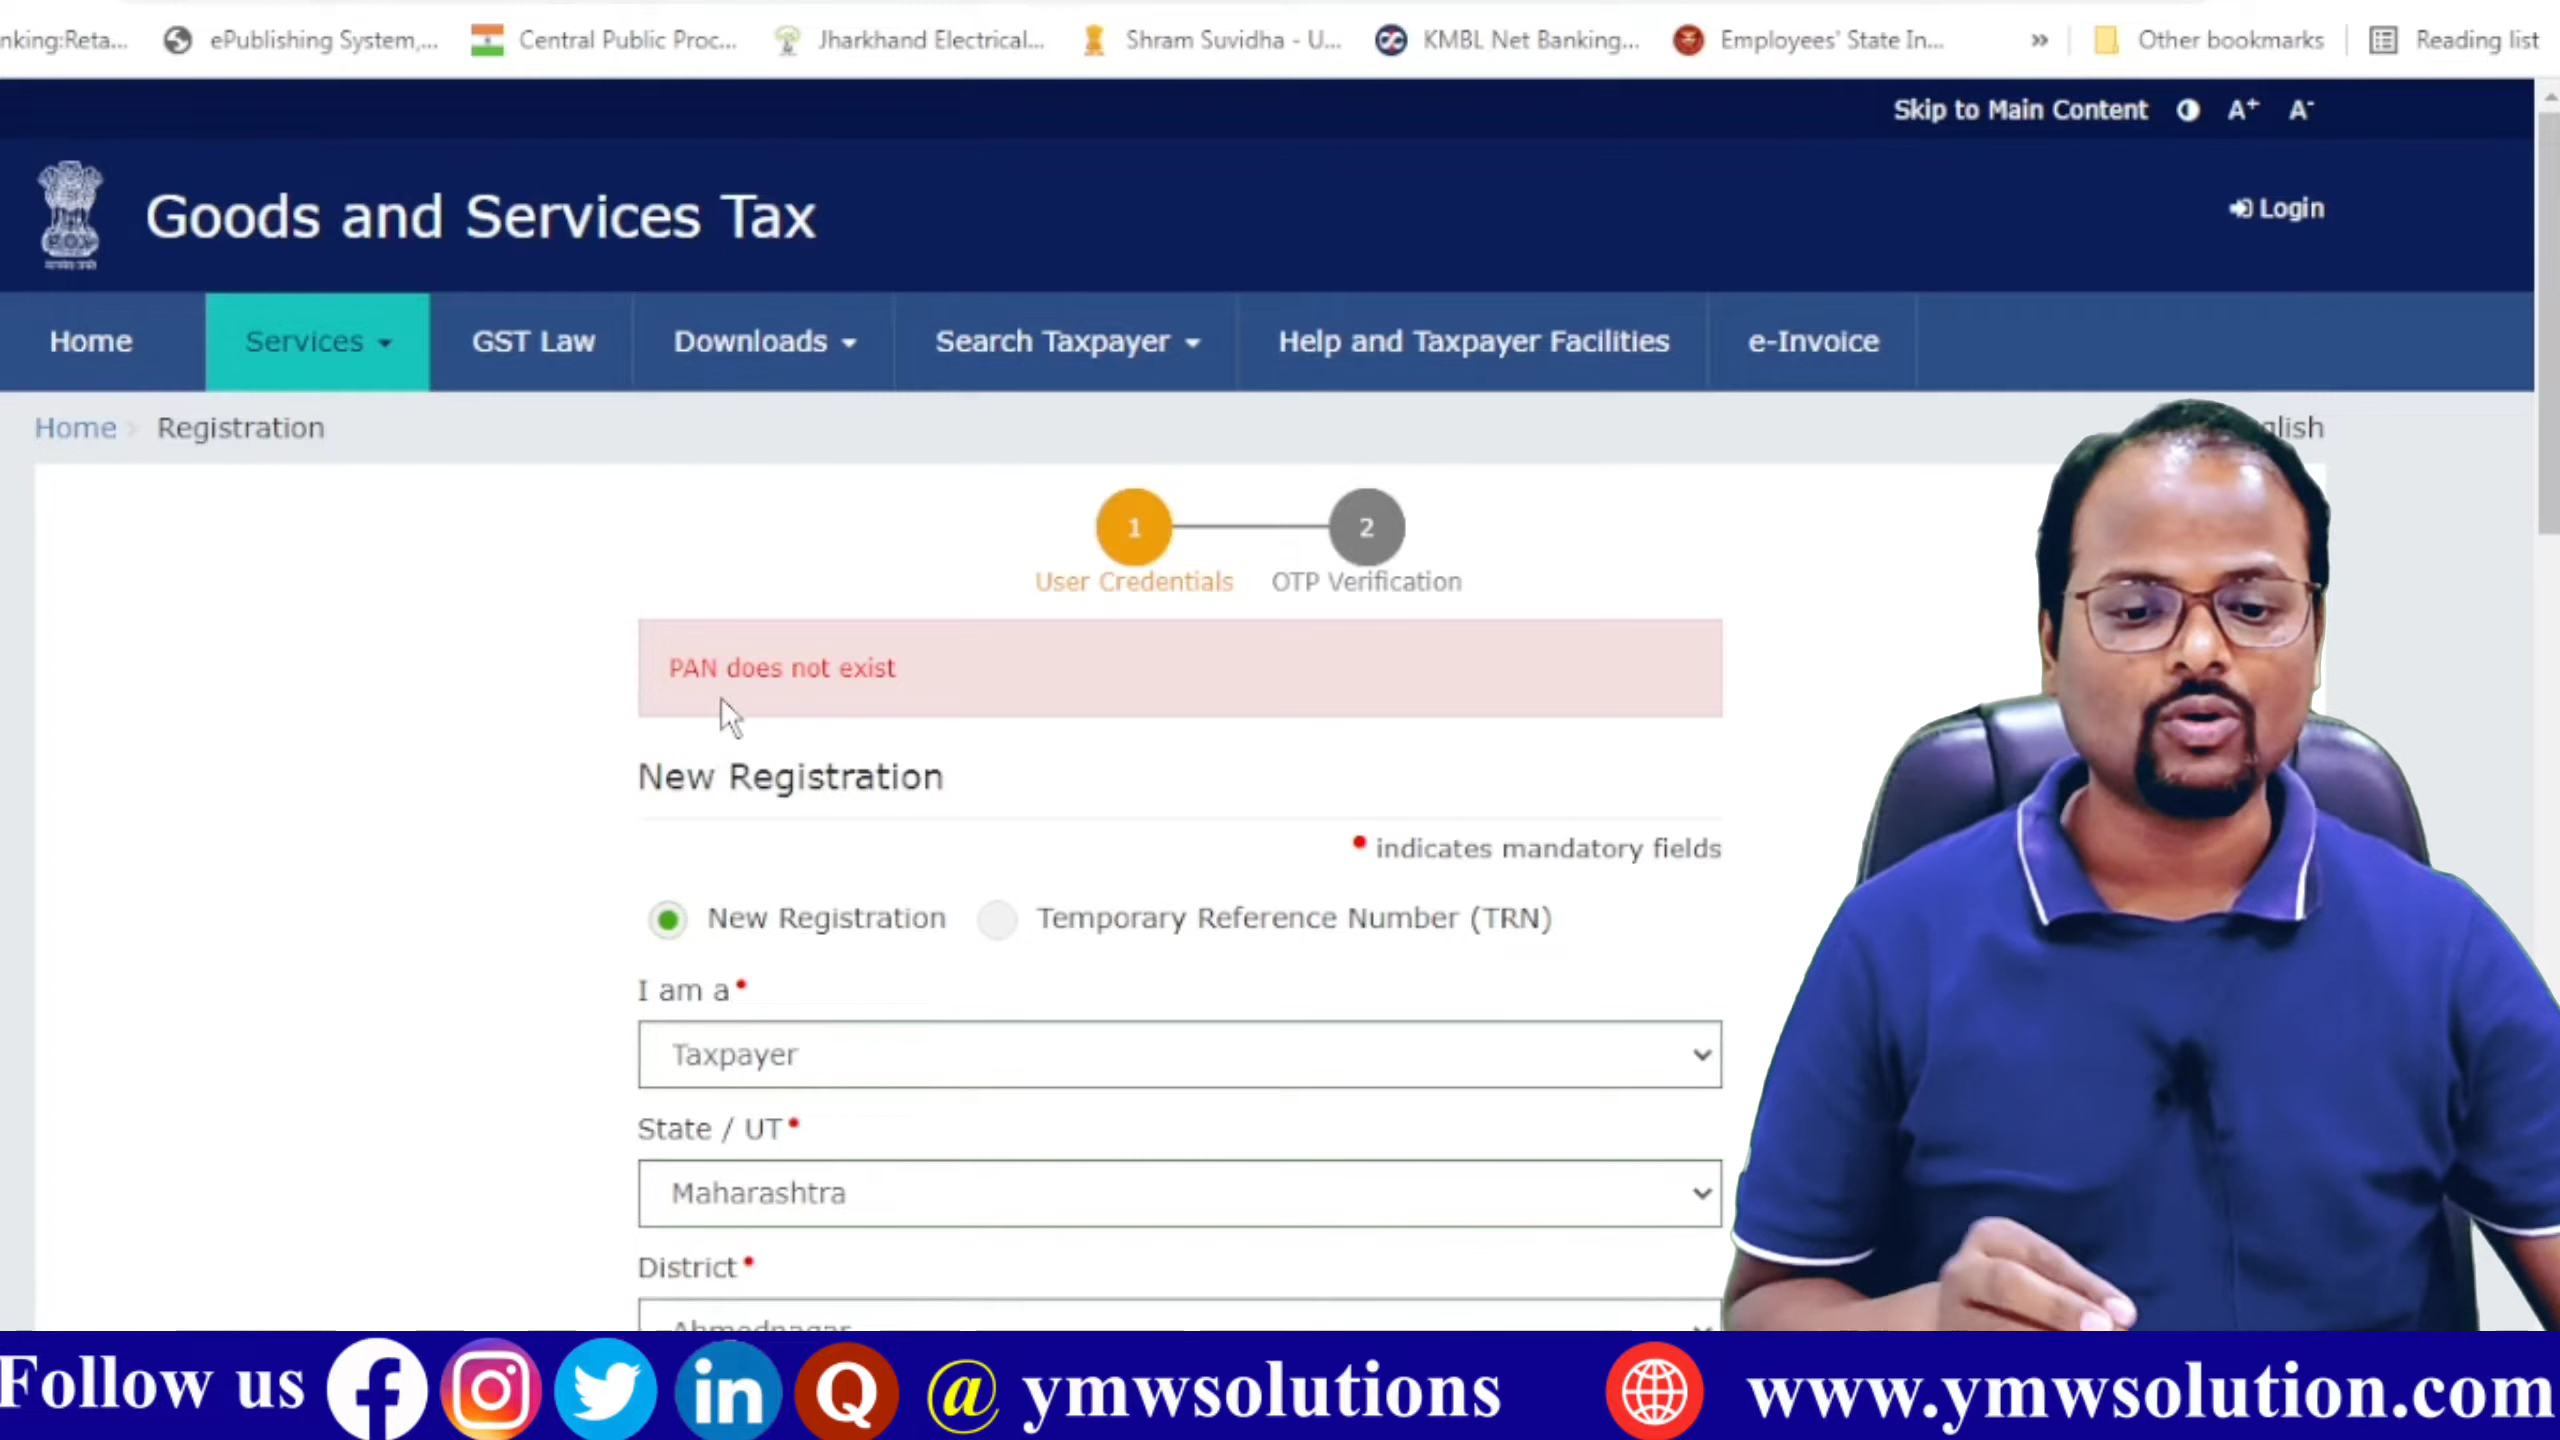 nking:Reta... ePublishing System,... Central Public Proc... Jharkhand Electrical... Shram Suvidha - U... KMBL Net Banking... Employees' State In... » Other bookmarks Reading list
Skip to Main Content A+ A-
Goods and Services Tax
Login
Home Services GST Law Downloads Search Taxpayer Help and Taxpayer Facilities e-Invoice
Home Registration glish
1 2
User Credentials OTP Verification
PAN does not exist
New Registration
• indicates mandatory fields
New Registration Temporary Reference Number (TRN)
I am a•
Taxpayer
State / UT•
Maharashtra
District•
Ahmednagar
Follow us @ ymwsolutions www.ymwsolution.com